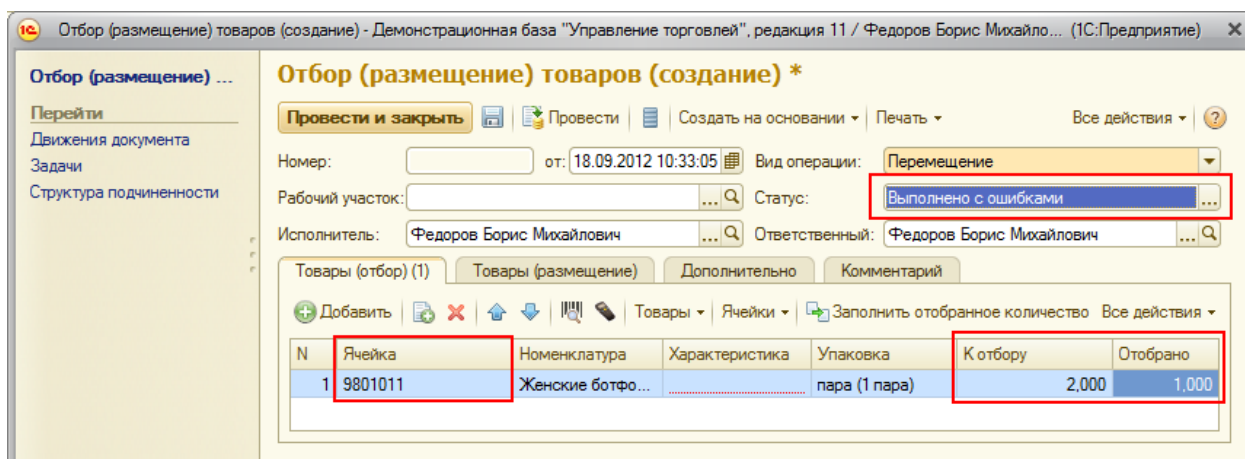 Отбор (размещение) товаров (создание) - Демонстрационная база "Управление торговлей", редакция 11 / Федоров Борис Михайло... (1С:Предприятие)
Отбор (размещение) ...
Перейти
Движения документа
Задачи
Структура подчиненности
Отбор (размещение) товаров (создание) *
Провести и закрыть Провести Создать на основании Печать Все действия ?
Номер: от: 18.09.2012 10:33:05 Вид операции: Перемещение
Рабочий участок: ... Статус: Выполнено с ошибками ...
Исполнитель: Федоров Борис Михайлович ... Ответственный: Федоров Борис Михайлович ...
Товары (отбор) (1) Товары (размещение) Дополнительно Комментарий
Добавить Товары Ячейки Заполнить отобранное количество Все действия
N Ячейка Номенклатура Характеристика Упаковка К отбору Отобрано
1 9801011 Женские ботфо... пара (1 пара) 2,000 1,000